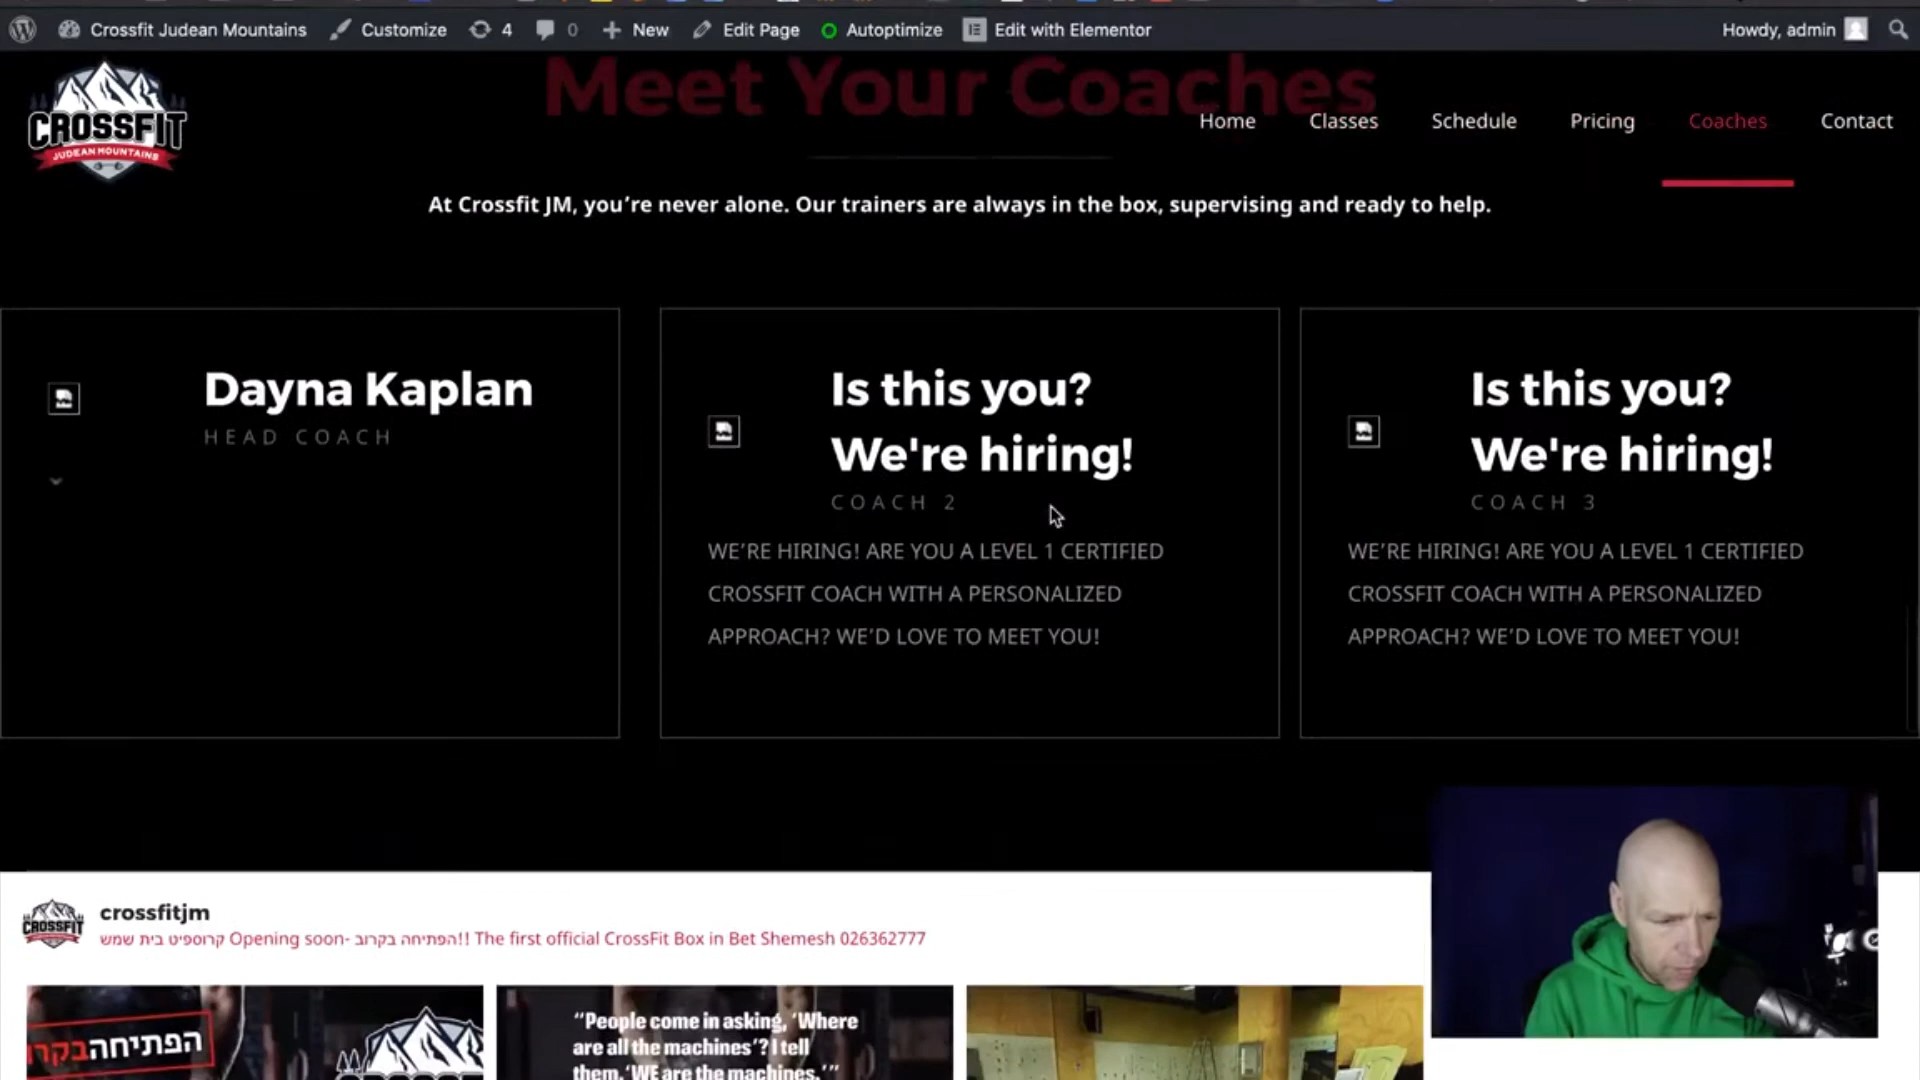 Crossfit Judean Mountains
Customize
4
0
New
Edit Page
Autoptimize
Edit with Elementor
Howdy, admin
CROSSFIT
JUDEAN MOUNTAINS
Meet Your Coaches
Home
Classes
Schedule
Pricing
Coaches
Contact
At Crossfit JM, you’re never alone. Our trainers are always in the box, supervising and ready to help.
Dayna Kaplan
HEAD COACH
Is this you?
We're hiring!
COACH 2
WE’RE HIRING! ARE YOU A LEVEL 1 CERTIFIED
CROSSFIT COACH WITH A PERSONALIZED
APPROACH? WE’D LOVE TO MEET YOU!
Is this you?
We're hiring!
COACH 3
WE’RE HIRING! ARE YOU A LEVEL 1 CERTIFIED
CROSSFIT COACH WITH A PERSONALIZED
APPROACH? WE’D LOVE TO MEET YOU!
CROSSFIT
crossfitjm
קרוספיט בית שמש Opening soon- הפתיחה בקרוב!! The first official CrossFit Box in Bet Shemesh 026362777
“People come in asking, ‘Where
are all the machines’? I tell
them, ‘WE are the machines.’”